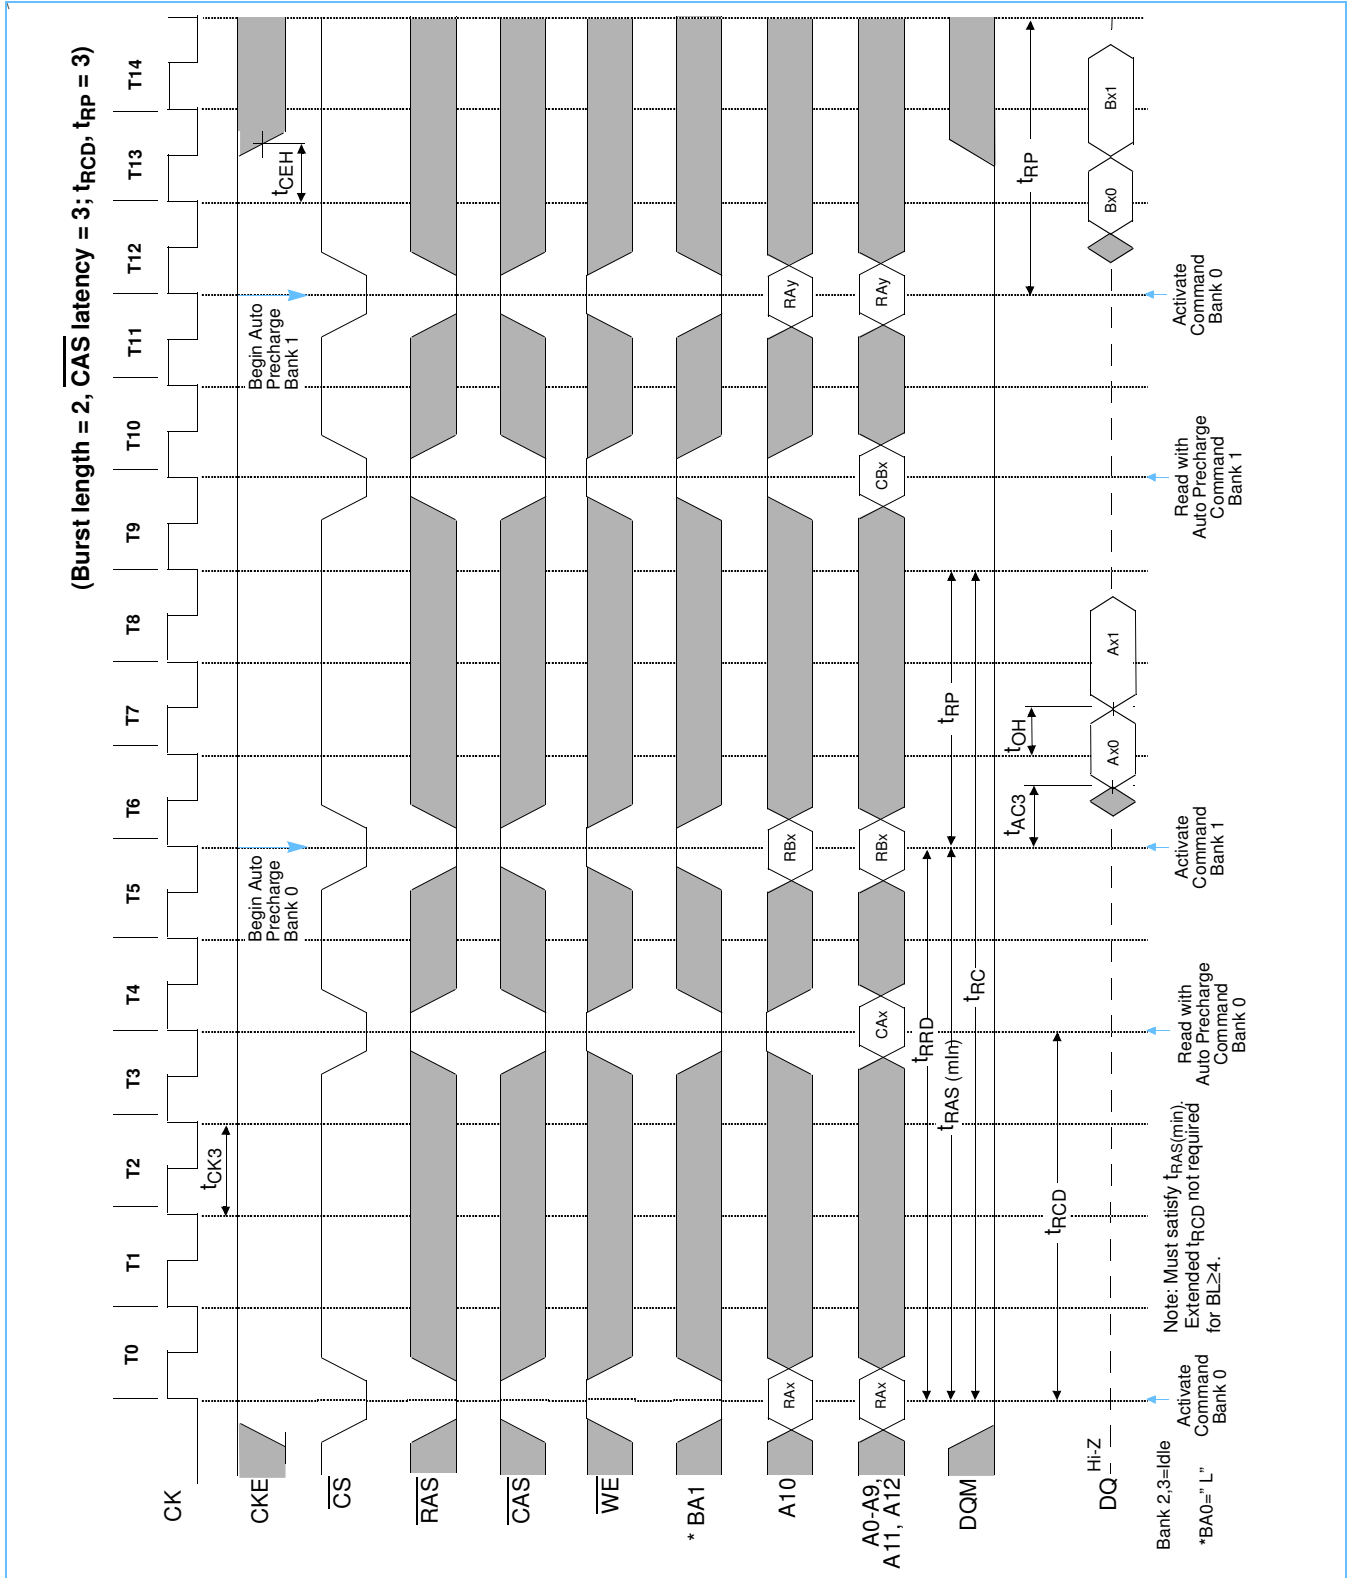 (Burst length = 2, CAS latency = 3; tRCD, tRP = 3)
T0 T1 T2 T3 T4 T5 T6 T7 T8 T9 T10 T11 T12 T13 T14
CK
tCK3
CKE
Begin Auto
Precharge
Bank 0
Begin Auto
Precharge
Bank 1
tCEH
CS
RAS
CAS
WE
* BA1
A10
RAx RBx RAy
A0-A9,
A11, A12
RAx CAx RBx CBx RAy
tRRD
DQM
tRAS (mIn)
tRP
tRC
tRCD
tAC3
tOH
tRP
DQ
Hi-Z
Ax0 Ax1 Bx0 Bx1
Activate
Command
Bank 0
Read with
Auto Precharge
Command
Bank 0
Activate
Command
Bank 1
Read with
Auto Precharge
Command
Bank 1
Activate
Command
Bank 0
Note: Must satisfy tRAS(min).
Extended tRCD not required
for BL≥4.
Bank 2,3=Idle
*BA0=" L"